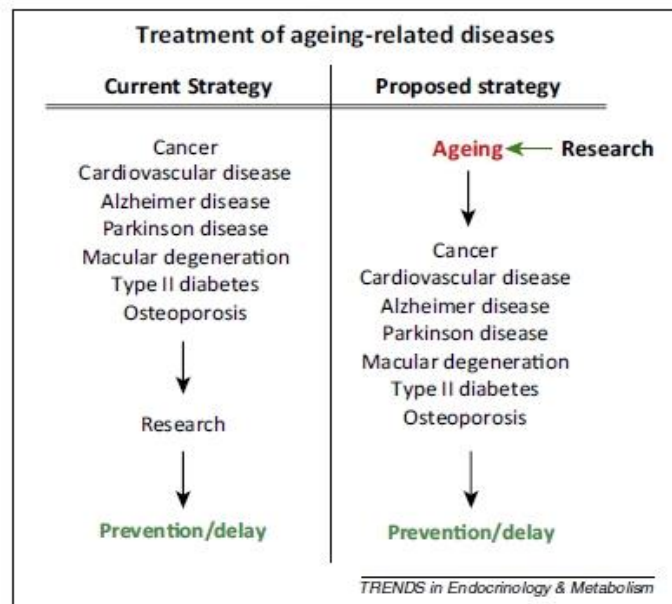 Treatment of ageing-related diseases
Current Strategy
Cancer
Cardiovascular disease
Alzheimer disease
Parkinson disease
Macular degeneration
Type II diabetes
Osteoporosis
Research
Prevention/delay
Proposed strategy
Ageing Research
Cancer
Cardiovascular disease
Alzheimer disease
Parkinson disease
Macular degeneration
Type II diabetes
Osteoporosis
Prevention/delay
TRENDS in Endocrinology & Metabolism